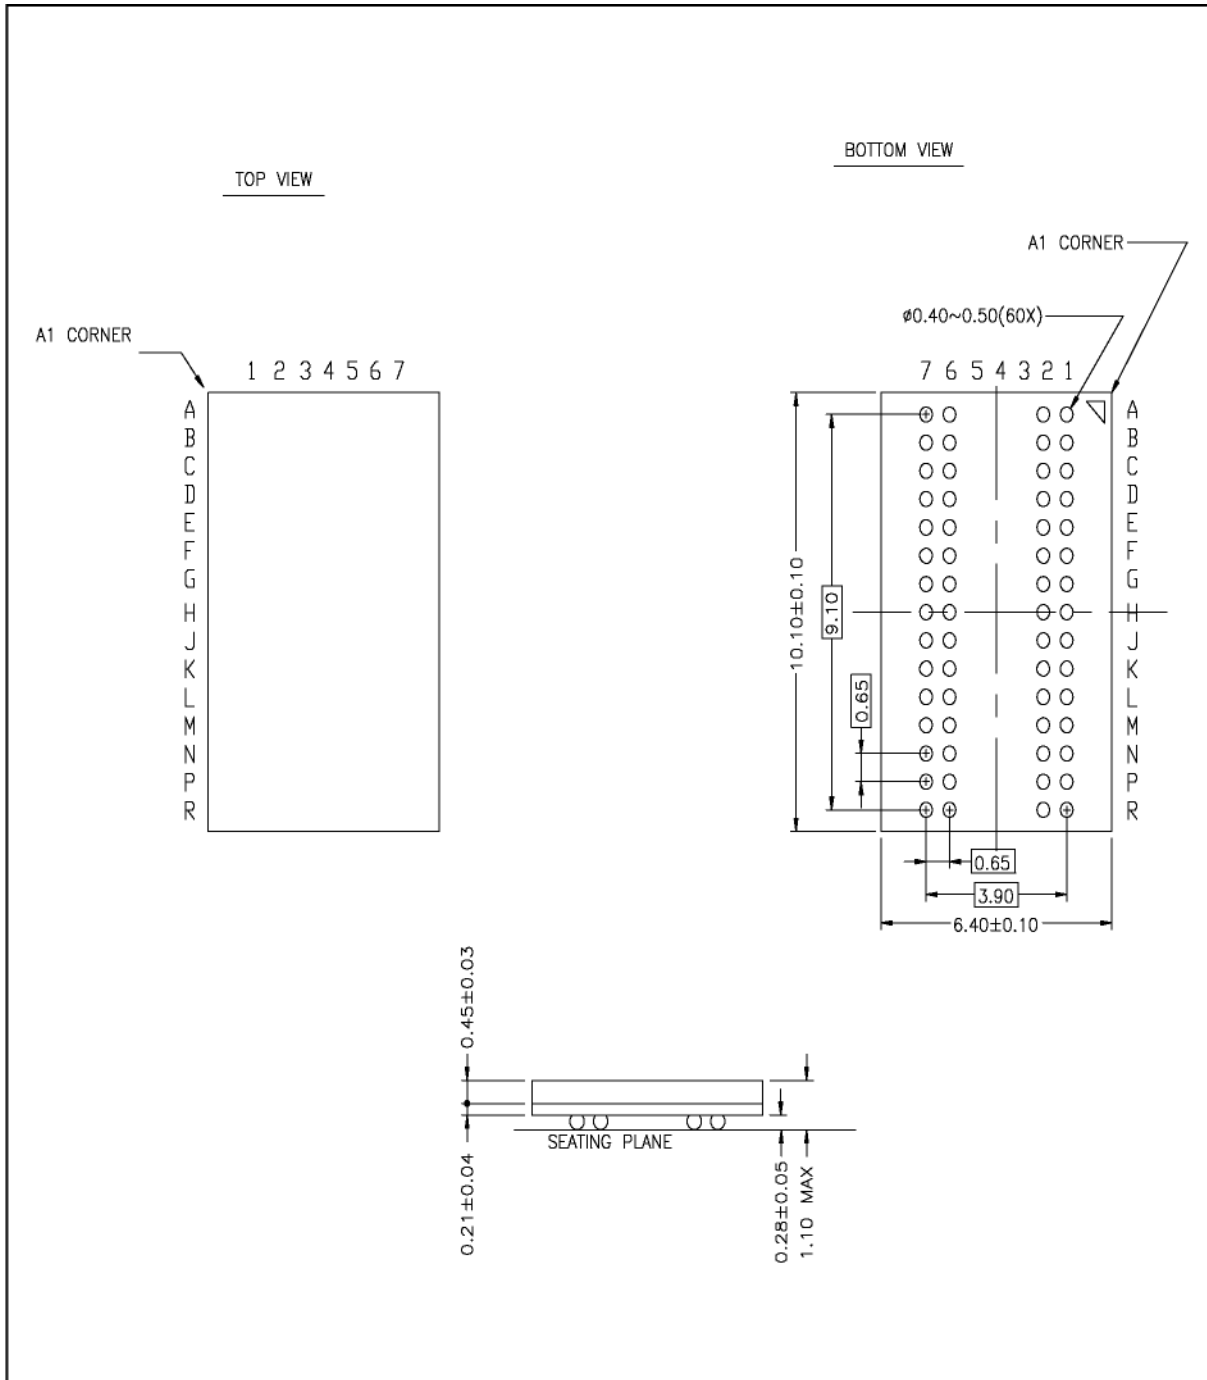 TOP VIEW
BOTTOM VIEW
A1 CORNER
1 2 3 4 5 6 7
A
B
C
D
E
F
G
H
J
K
L
M
N
P
R
A1 CORNER
ø0.40~0.50(60X)
7 6 5 4 3 2 1
A
B
C
D
E
F
G
H
J
K
L
M
N
P
R
10.10±0.10
9.10
0.65
0.65
3.90
6.40±0.10
0.45±0.03
0.21±0.04
SEATING PLANE
0.28±0.05
1.10 MAX